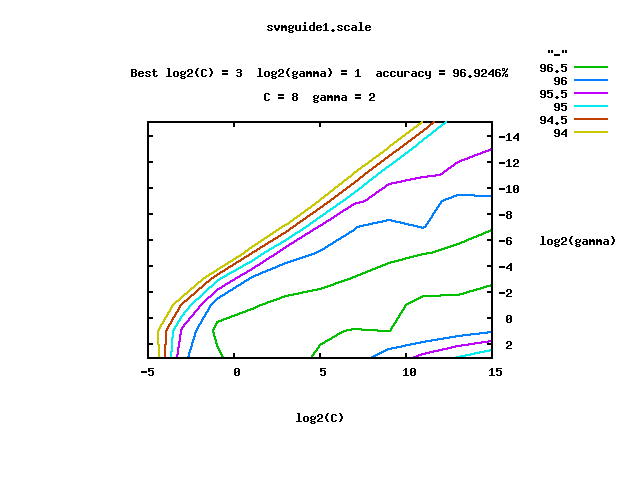 svmguide1.scale
"-"
Best log2(C) = 3  log2(gamma) = 1  accuracy = 96.9246%
C = 8  gamma = 2
96.5
96
95.5
95
94.5
94
-14
-12
-10
-8
-6
-4
-2
0
2
log2(gamma)
-5 0 5 10 15
log2(C)